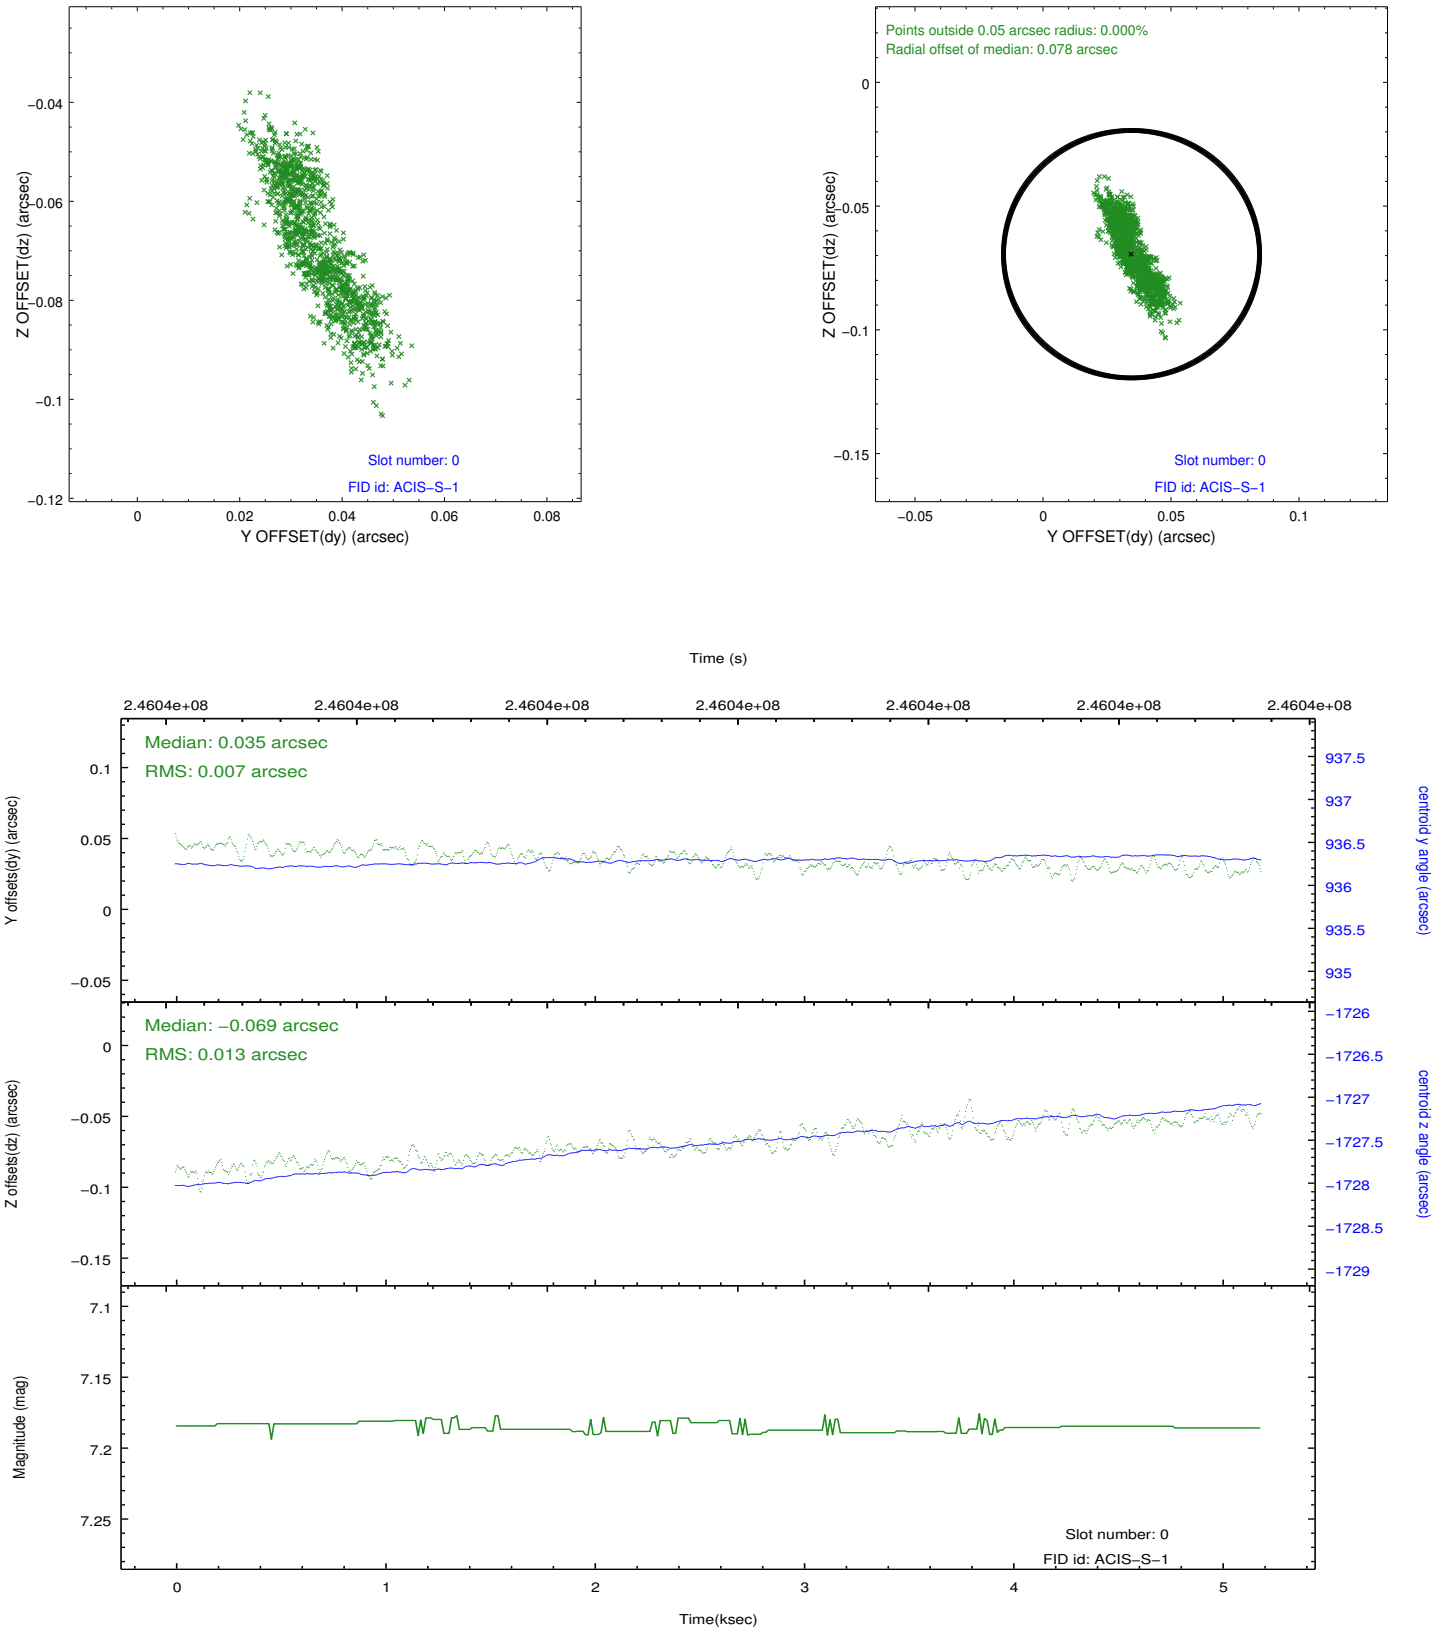 −0.04
−0.06
−0.08
−0.1
−0.12
Z OFFSET(dz) (arcsec)
0 0.02 0.04 0.06 0.08
Y OFFSET(dy) (arcsec)
Slot number: 0
FID id: ACIS−S−1
Points outside 0.05 arcsec radius: 0.000%
Radial offset of median: 0.078 arcsec
0
−0.05
−0.1
−0.15
Z OFFSET(dz) (arcsec)
−0.05 0 0.05 0.1
Y OFFSET(dy) (arcsec)
Slot number: 0
FID id: ACIS−S−1
Time (s)
2.4604e+08 2.4604e+08 2.4604e+08 2.4604e+08 2.4604e+08 2.4604e+08 2.4604e+08
Median: 0.035 arcsec
RMS: 0.007 arcsec
0.1
0.05
0
−0.05
Y offsets(dy) (arcsec)
937.5
937
936.5
936
935.5
935
centroid y angle (arcsec)
Median: −0.069 arcsec
RMS: 0.013 arcsec
0
−0.05
−0.1
−0.15
Z offsets(dz) (arcsec)
−1726
−1726.5
−1727
−1727.5
−1728
−1728.5
−1729
centroid z angle (arcsec)
7.1
7.15
7.2
7.25
Magnitude (mag)
Slot number: 0
FID id: ACIS−S−1
0 1 2 3 4 5
Time(ksec)